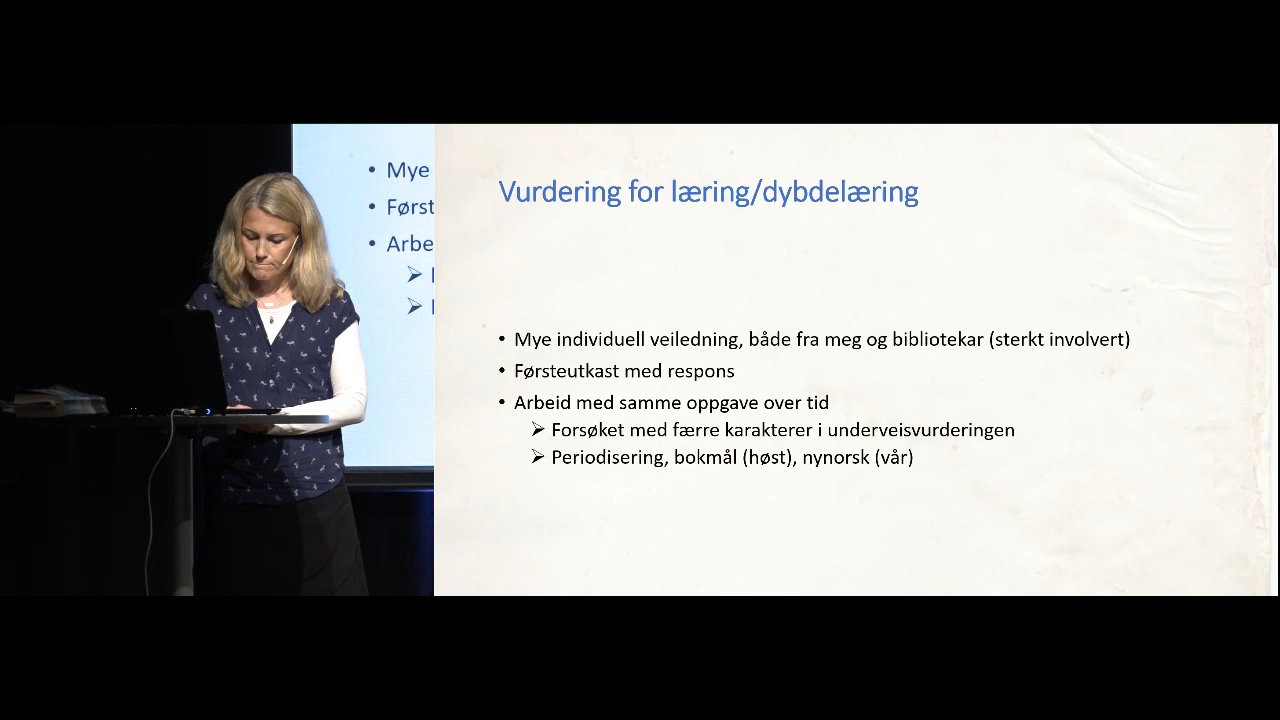 Mye
Først
Arbe
Vurdering for læring/dybdelæring
• Mye individuell veiledning, både fra meg og bibliotekar (sterkt involvert)
• Førsteutkast med respons
• Arbeid med samme oppgave over tid
➢ Forsøket med færre karakterer i underveisvurderingen
➢ Periodisering, bokmål (høst), nynorsk (vår)